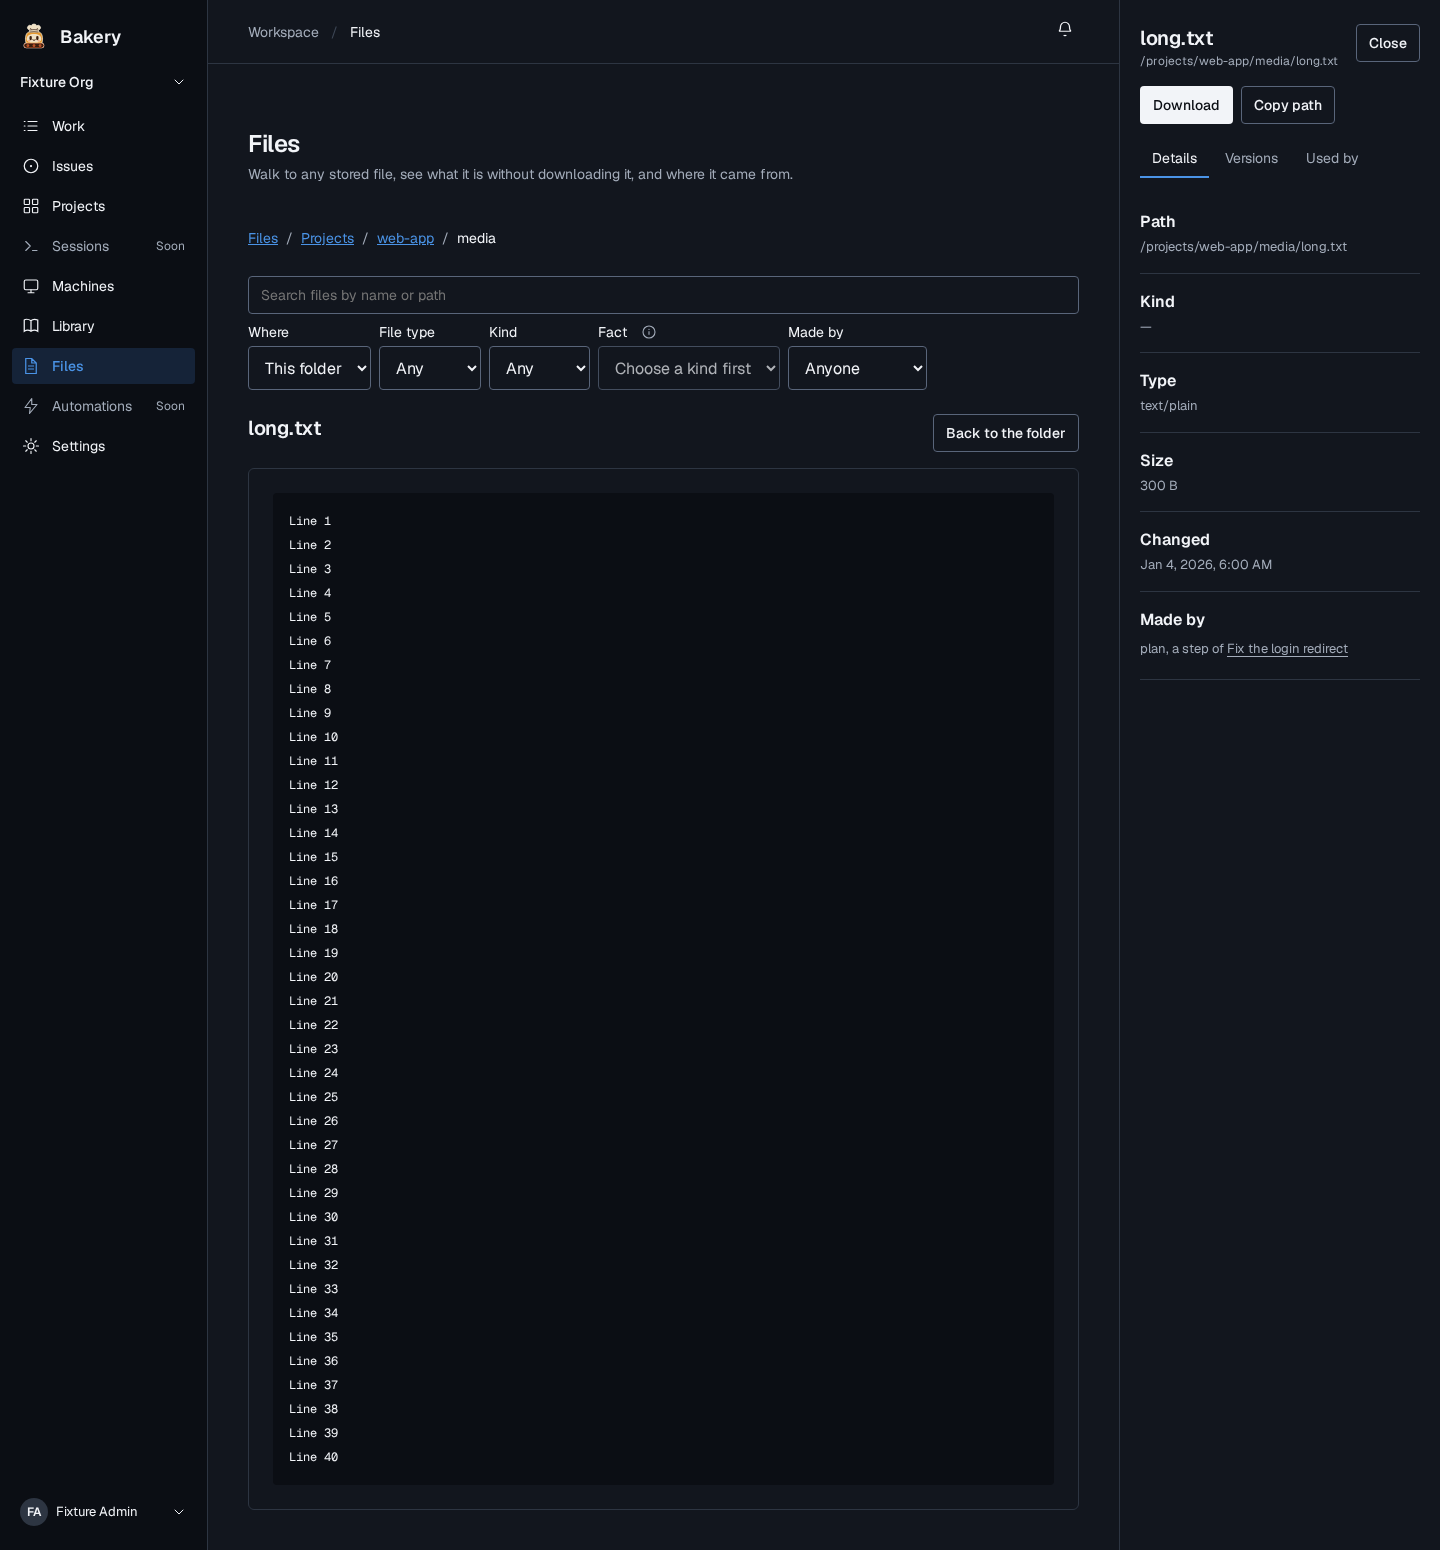 Bakery
Fixture Org
Work
Issues
Projects
Sessions Soon
Machines
Library
Files
Automations Soon
Settings
FA Fixture Admin
Workspace / Files
Files
Walk to any stored file, see what it is without downloading it, and where it came from.
Files / Projects / web-app / media
Search files by name or path
Where File type Kind Fact Made by
This folder Any Any Choose a kind first Anyone
long.txt Back to the folder
Line 1
Line 2
Line 3
Line 4
Line 5
Line 6
Line 7
Line 8
Line 9
Line 10
Line 11
Line 12
Line 13
Line 14
Line 15
Line 16
Line 17
Line 18
Line 19
Line 20
Line 21
Line 22
Line 23
Line 24
Line 25
Line 26
Line 27
Line 28
Line 29
Line 30
Line 31
Line 32
Line 33
Line 34
Line 35
Line 36
Line 37
Line 38
Line 39
Line 40
long.txt Close
/projects/web-app/media/long.txt
Download Copy path
Details Versions Used by
Path
/projects/web-app/media/long.txt
Kind
—
Type
text/plain
Size
300 B
Changed
Jan 4, 2026, 6:00 AM
Made by
plan, a step of Fix the login redirect